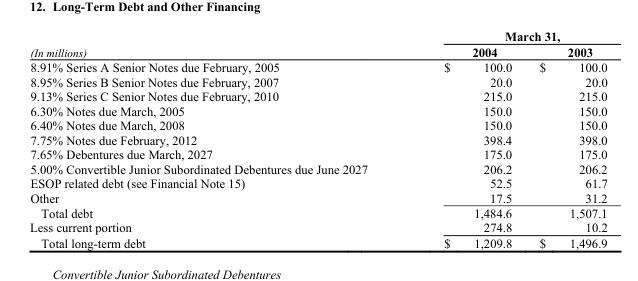 12. Long-Term Debt and Other Financing
March 31,
(In millions) 2004 2003
8.91% Series A Senior Notes due February, 2005 $ 100.0 $ 100.0
8.95% Series B Senior Notes due February, 2007 20.0 20.0
9.13% Series C Senior Notes due February, 2010 215.0 215.0
6.30% Notes due March, 2005 150.0 150.0
6.40% Notes due March, 2008 150.0 150.0
7.75% Notes due February, 2012 398.4 398.0
7.65% Debentures due March, 2027 175.0 175.0
5.00% Convertible Junior Subordinated Debentures due June 2027 206.2 206.2
ESOP related debt (see Financial Note 15) 52.5 61.7
Other 17.5 31.2
Total debt 1,484.6 1,507.1
Less current portion 274.8 10.2
Total long-term debt $ 1,209.8 $ 1,496.9
Convertible Junior Subordinated Debentures